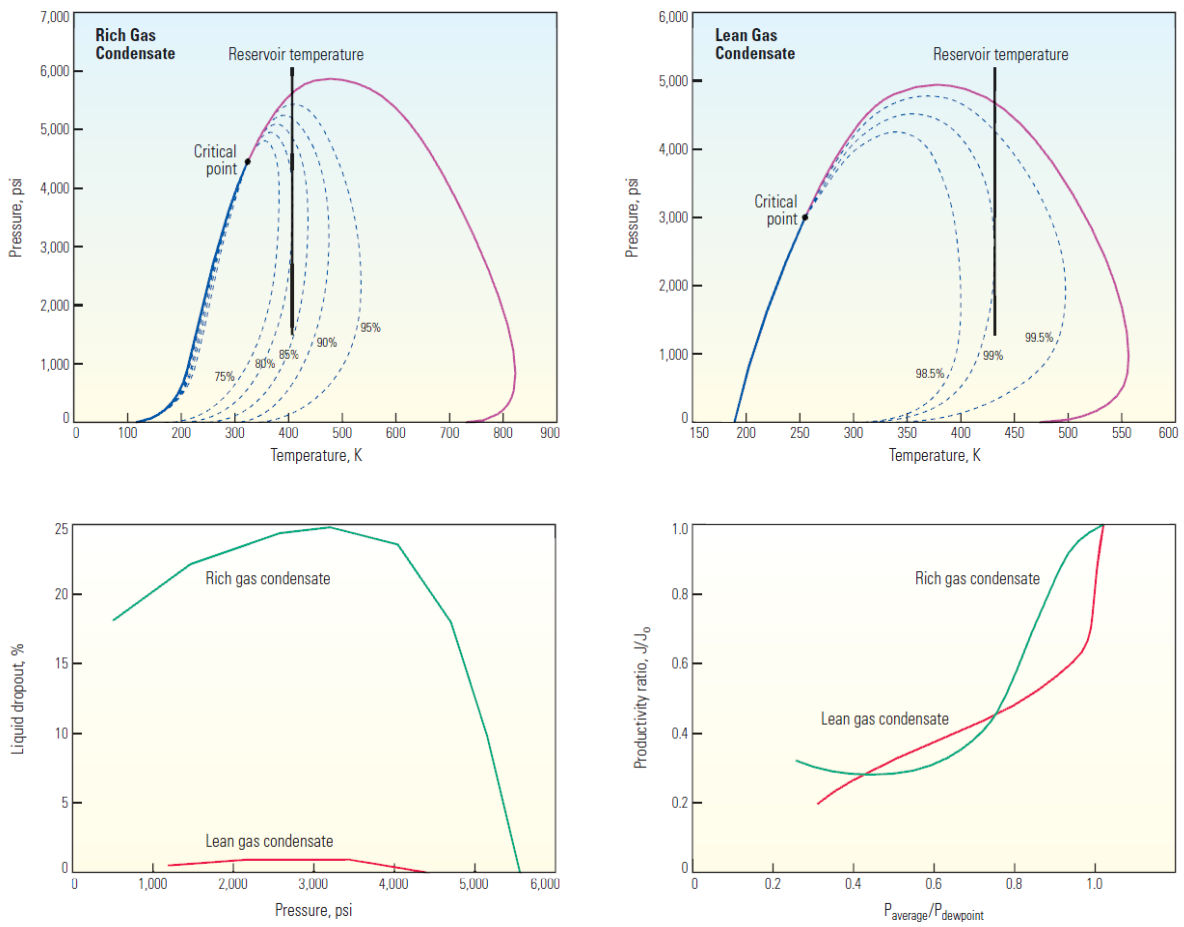 7,000
6,000
5,000
4,000
3,000
2,000
1,000
0
Pressure, psi
Rich Gas
Condensate
Reservoir temperature
Critical
point
75%
80%
85%
90%
95%
0 100 200 300 400 500 600 700 800 900
Temperature, K
6,000
5,000
4,000
3,000
2,000
1,000
0
Pressure, psi
Lean Gas
Condensate
Reservoir temperature
Critical
point
98.5%
99%
99.5%
150 200 250 300 350 400 450 500 550 600
Temperature, K
25
20
15
10
5
0
Liquid dropout, %
Rich gas condensate
Lean gas condensate
0 1,000 2,000 3,000 4,000 5,000 6,000
Pressure, psi
1.0
0.8
0.6
0.4
0.2
0
Productivity ratio, J/Jo
Rich gas condensate
Lean gas condensate
0 0.2 0.4 0.6 0.8 1.0
Paverage/Pdewpoint